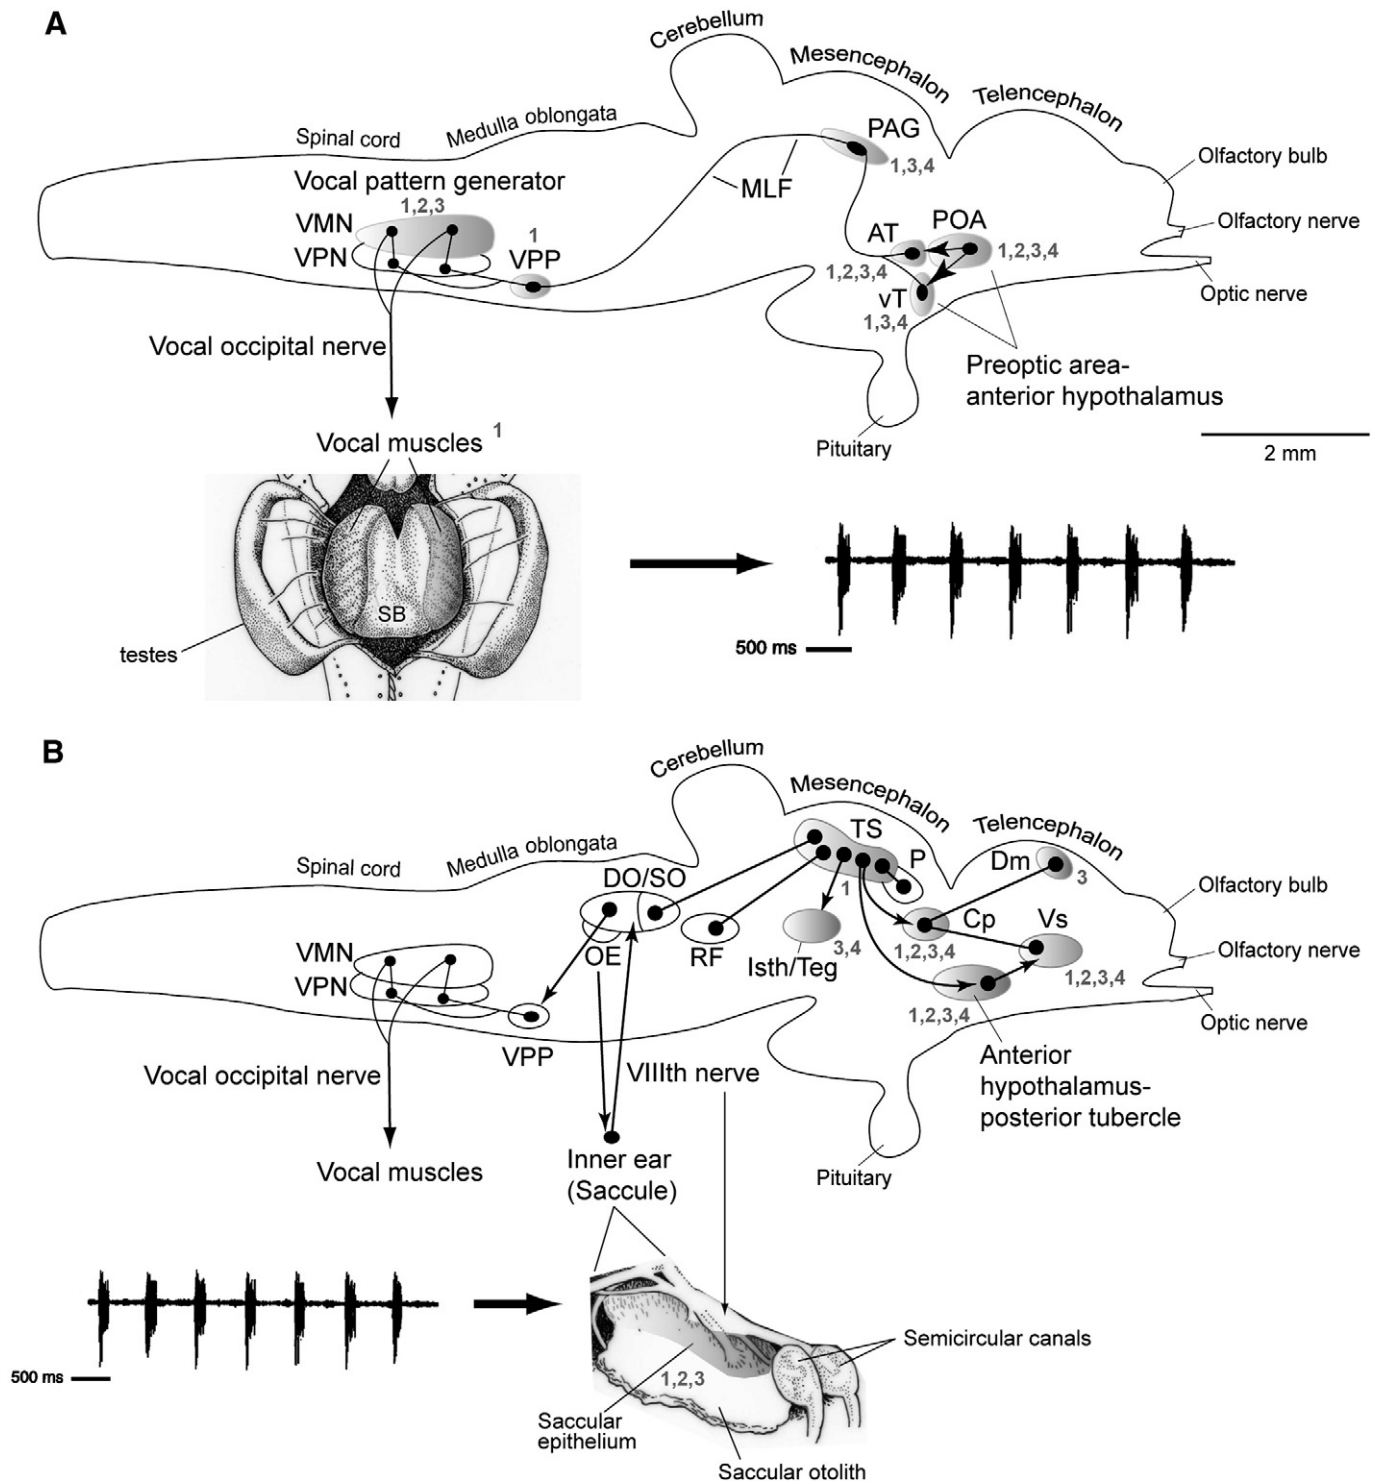 A
Cerebellum
Mesencephalon
Telencephalon
Spinal cord
Medulla oblongata
PAG
1,3,4
Olfactory bulb
Vocal pattern generator
1,2,3
MLF
VMN
VPN
1
VPP
AT
POA
1,2,3,4
1,2,3,4
Olfactory nerve
vT
1,3,4
Optic nerve
Vocal occipital nerve
Preoptic area-
anterior hypothalamus
Vocal muscles 1
Pituitary
2 mm
SB
testes
500 ms
B
Cerebellum
Mesencephalon
Telencephalon
Spinal cord
Medulla oblongata
TS
P
Dm
3
DO/SO
1
Olfactory bulb
Cp
Vs
VMN
VPN
OE
RF
Isth/Teg
3,4
1,2,3,4
1,2,3,4
Olfactory nerve
1,2,3,4
Optic nerve
VPP
Vocal occipital nerve
VIIIth nerve
Anterior
hypothalamus-
posterior tubercle
Vocal muscles
Inner ear
(Saccule)
Pituitary
500 ms
Semicircular canals
1,2,3
Saccular
epithelium
Saccular otolith